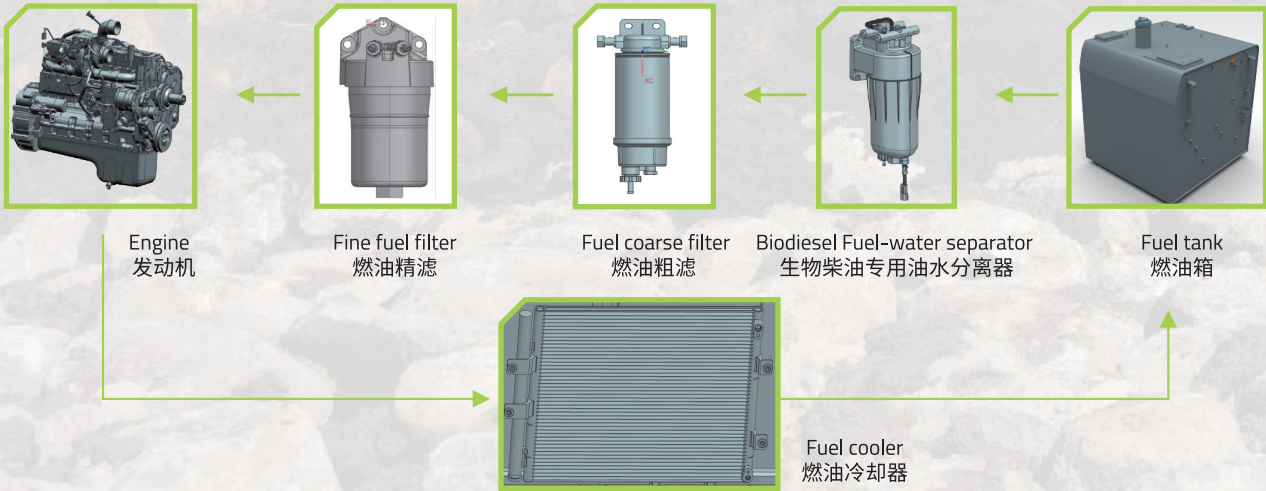 Engine
发动机
Fine fuel filter
燃油精滤
Fuel coarse filter
燃油粗滤
Biodiesel Fuel-water separator
生物柴油专用油水分离器
Fuel tank
燃油箱
Fuel cooler
燃油冷却器
XC